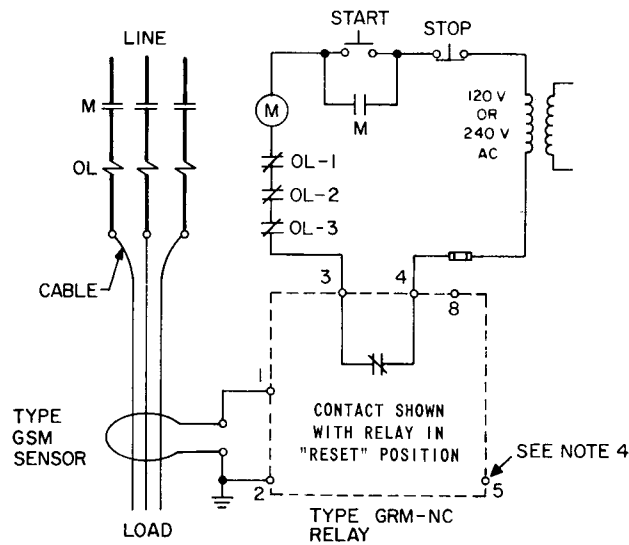 START
STOP
LINE
M
M
M
120 V
OR
240 V
AC
OL
OL-1
OL-2
OL-3
CABLE
3
4
8
1
CONTACT SHOWN
WITH RELAY IN
"RESET" POSITION
TYPE
GSM
SENSOR
SEE NOTE 4
2
5
TYPE GRM-NC
RELAY
LOAD